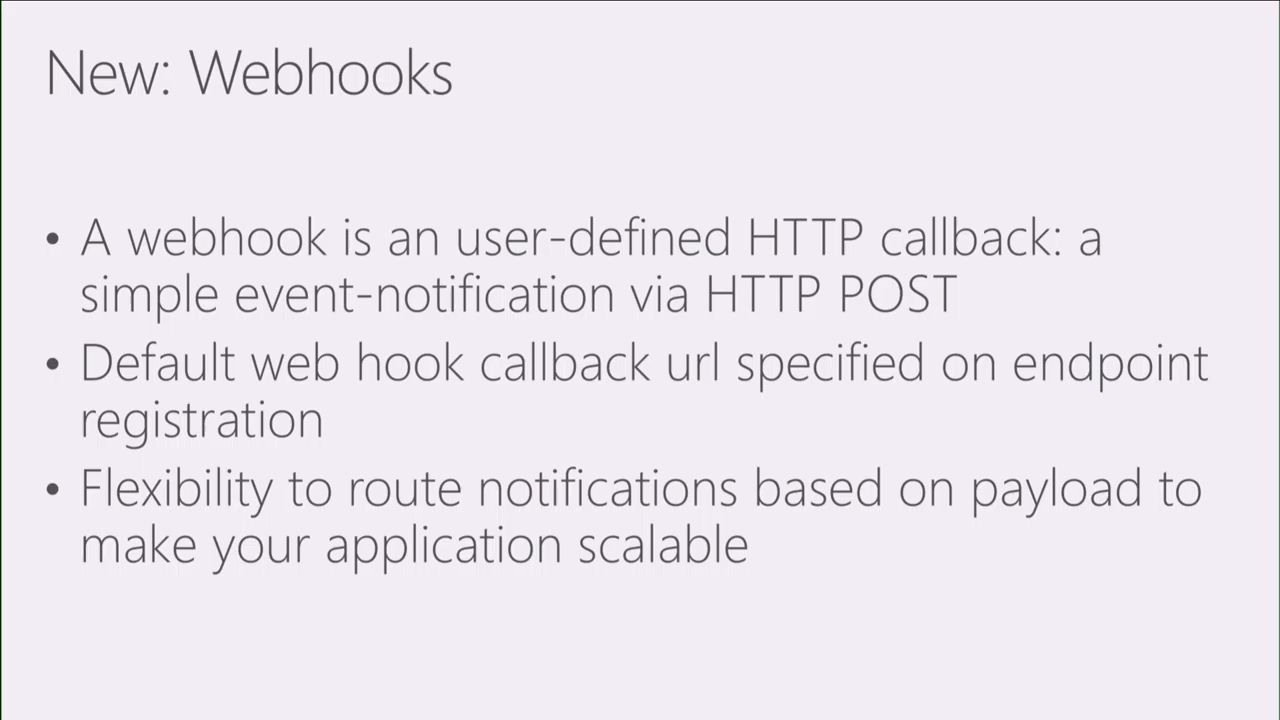 New: Webhooks
• A webhook is an user-defined HTTP callback: a
simple event-notification via HTTP POST
• Default web hook callback url specified on endpoint
registration
• Flexibility to route notifications based on payload to
make your application scalable